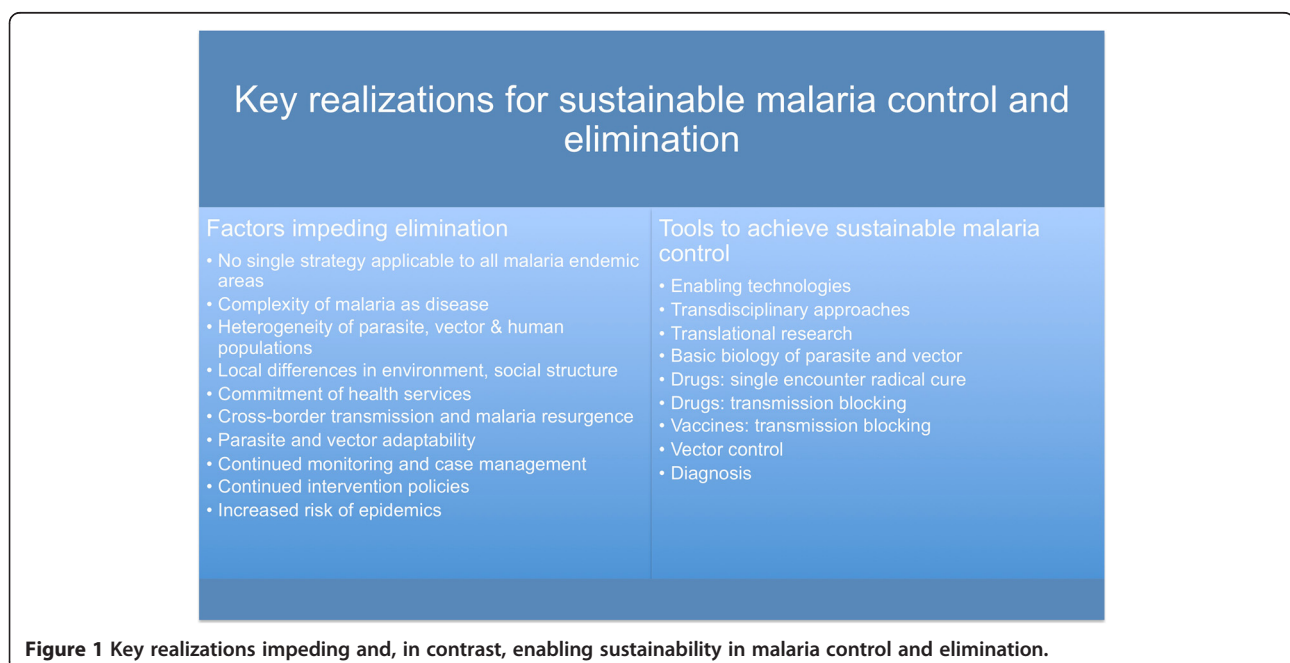 Key realizations for sustainable malaria control and
elimination
Factors impeding elimination
• No single strategy applicable to all malaria endemic
areas
• Complexity of malaria as disease
• Heterogeneity of parasite, vector & human
populations
• Local differences in environment, social structure
• Commitment of health services
• Cross-border transmission and malaria resurgence
• Parasite and vector adaptability
• Continued monitoring and case management
• Continued intervention policies
• Increased risk of epidemics
Tools to achieve sustainable malaria
control
• Enabling technologies
• Transdisciplinary approaches
• Translational research
• Basic biology of parasite and vector
• Drugs: single encounter radical cure
• Drugs: transmission blocking
• Vaccines: transmission blocking
• Vector control
• Diagnosis
Figure 1 Key realizations impeding and, in contrast, enabling sustainability in malaria control and elimination.